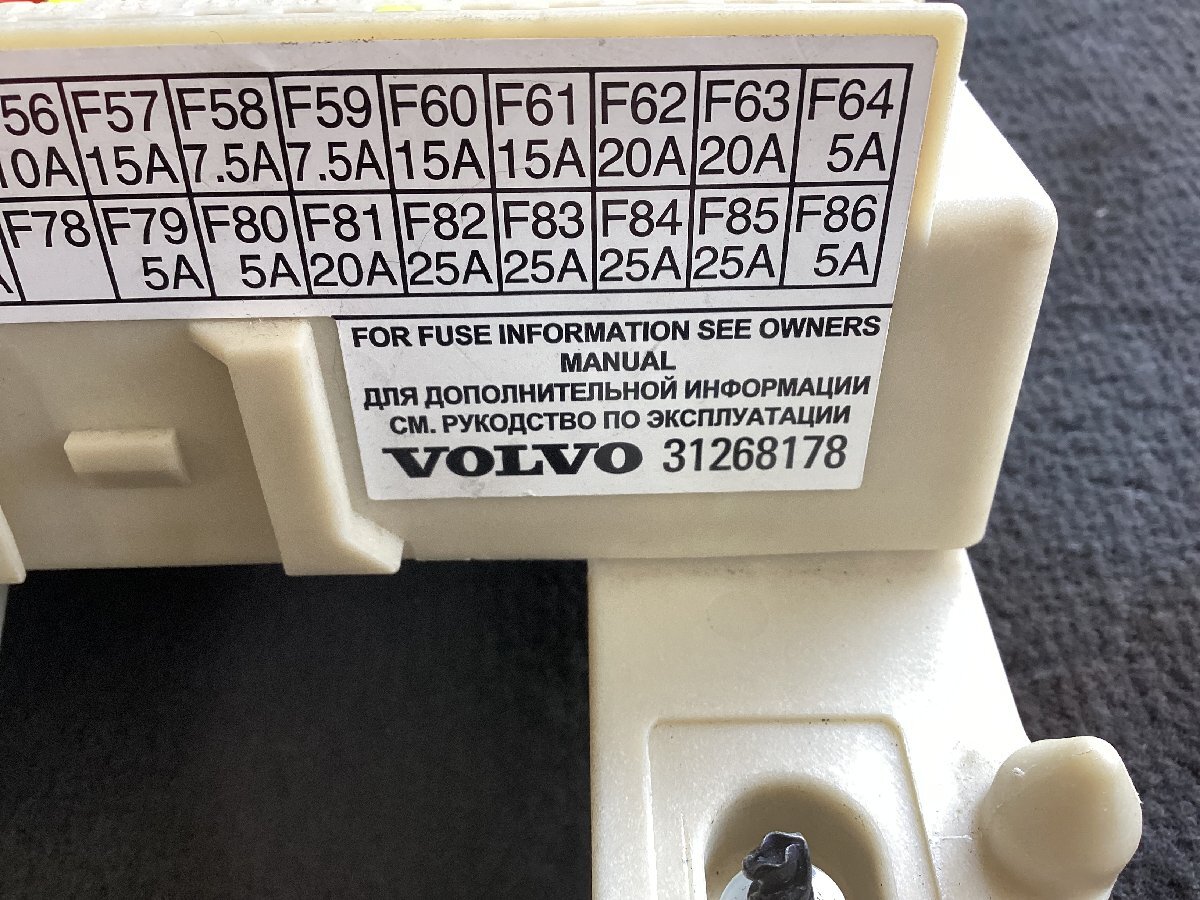 56 F57 F58 F59 F60 F61 F62 F63 F64
10A 15A 7.5A 7.5A 15A 15A 20A 20A 5A
F78 F79 F80 F81 F82 F83 F84 F85 F86
A 5A 5A 20A 25A 25A 25A 25A 5A
FOR FUSE INFORMATION SEE OWNERS
MANUAL
ДЛЯ ДОПОЛНИТЕЛЬНОЙ ИНФОРМАЦИИ
СМ. РУКОДСТВО ПО ЭКСПЛУАТАЦИИ
VOLVO 31268178